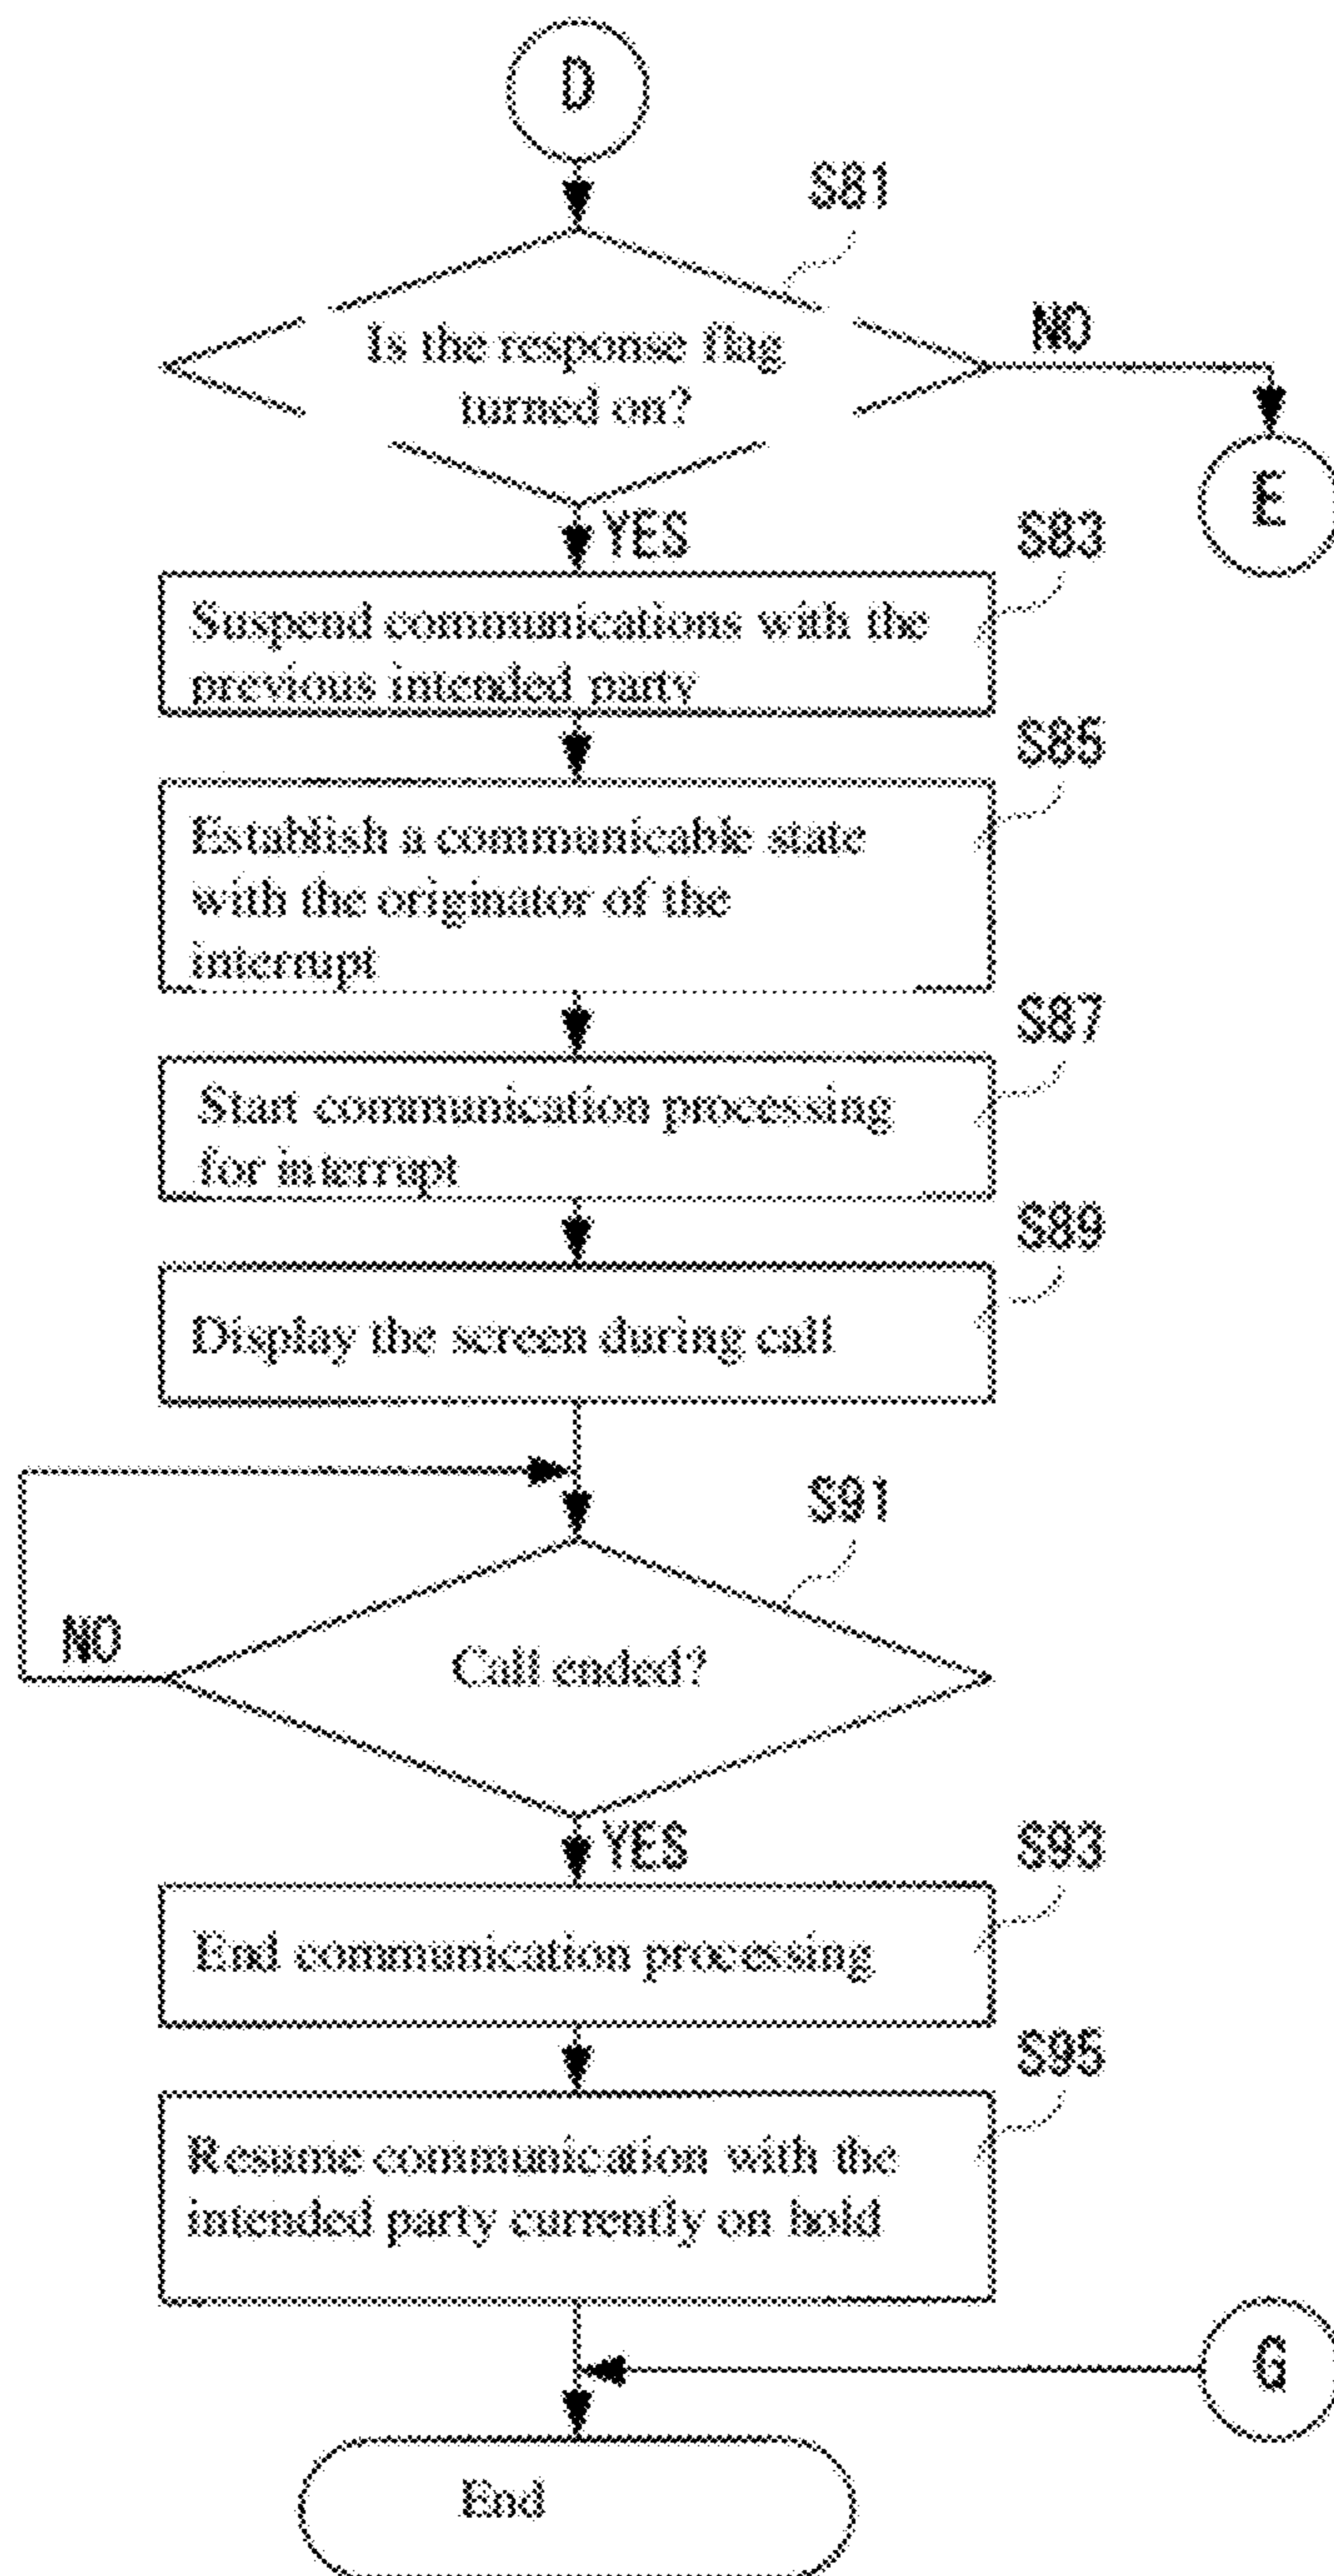 D
S81
Is the response flag
turned on?
NO
E
YES
S83
Suspend communications with the
previous intended party
S85
Establish a communicable state
with the originator of the
interrupt
S87
Start communication processing
for interrupt
S89
Display the screen during call
S91
NO
Call ended?
YES
S93
End communication processing
S95
Resume communication with the
intended party currently on hold
G
End